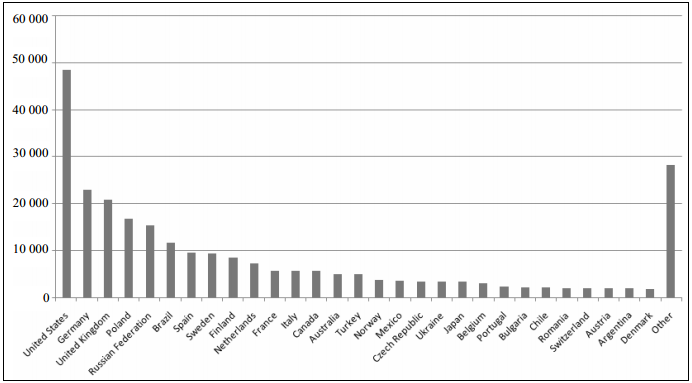 60 000
50 000
40 000
30 000
20 000
10 000
0
United States
Germany
United Kingdom
Poland
Russian Federation
Brazil
Spain
Sweden
Finland
Netherlands
France
Italy
Canada
Australia
Turkey
Norway
Mexico
Czech Republic
Ukraine
Japan
Belgium
Portugal
Bulgaria
Chile
Romania
Switzerland
Austria
Argentina
Denmark
Other